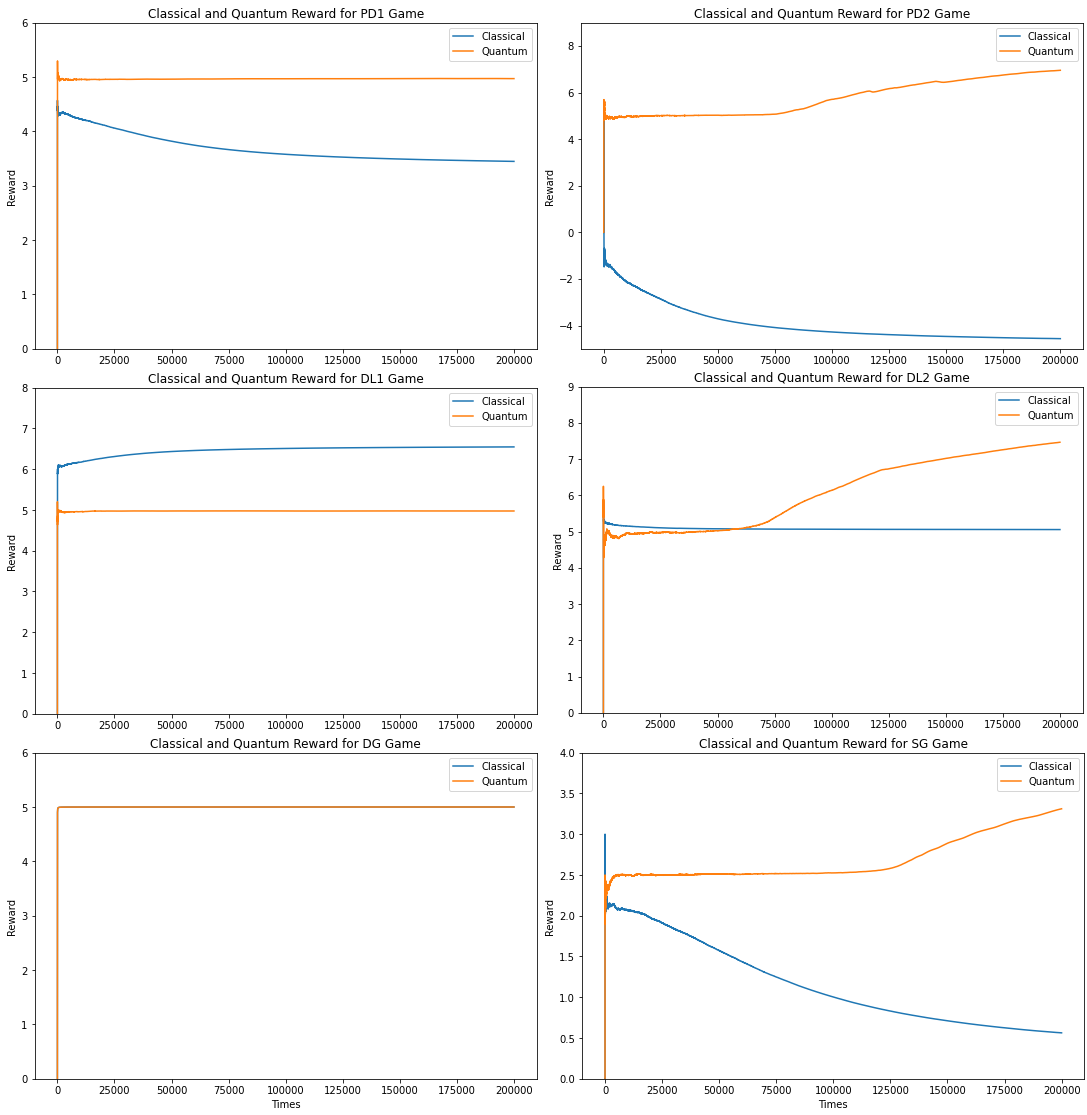 Classical and Quantum Reward for PD1 Game
6
5
4
3
2
1
0
Reward
Classical
Quantum
0 25000 50000 75000 100000 125000 150000 175000 200000
Classical and Quantum Reward for PD2 Game
8
6
4
2
0
−2
−4
Reward
Classical
Quantum
0 25000 50000 75000 100000 125000 150000 175000 200000
Classical and Quantum Reward for DL1 Game
8
7
6
5
4
3
2
1
0
Reward
Classical
Quantum
0 25000 50000 75000 100000 125000 150000 175000 200000
Classical and Quantum Reward for DL2 Game
9
8
7
6
5
4
3
2
1
0
Reward
Classical
Quantum
0 25000 50000 75000 100000 125000 150000 175000 200000
Classical and Quantum Reward for DG Game
6
5
4
3
2
1
0
Reward
Classical
Quantum
0 25000 50000 75000 100000 125000 150000 175000 200000
Times
Classical and Quantum Reward for SG Game
4.0
3.5
3.0
2.5
2.0
1.5
1.0
0.5
0.0
Reward
Classical
Quantum
0 25000 50000 75000 100000 125000 150000 175000 200000
Times